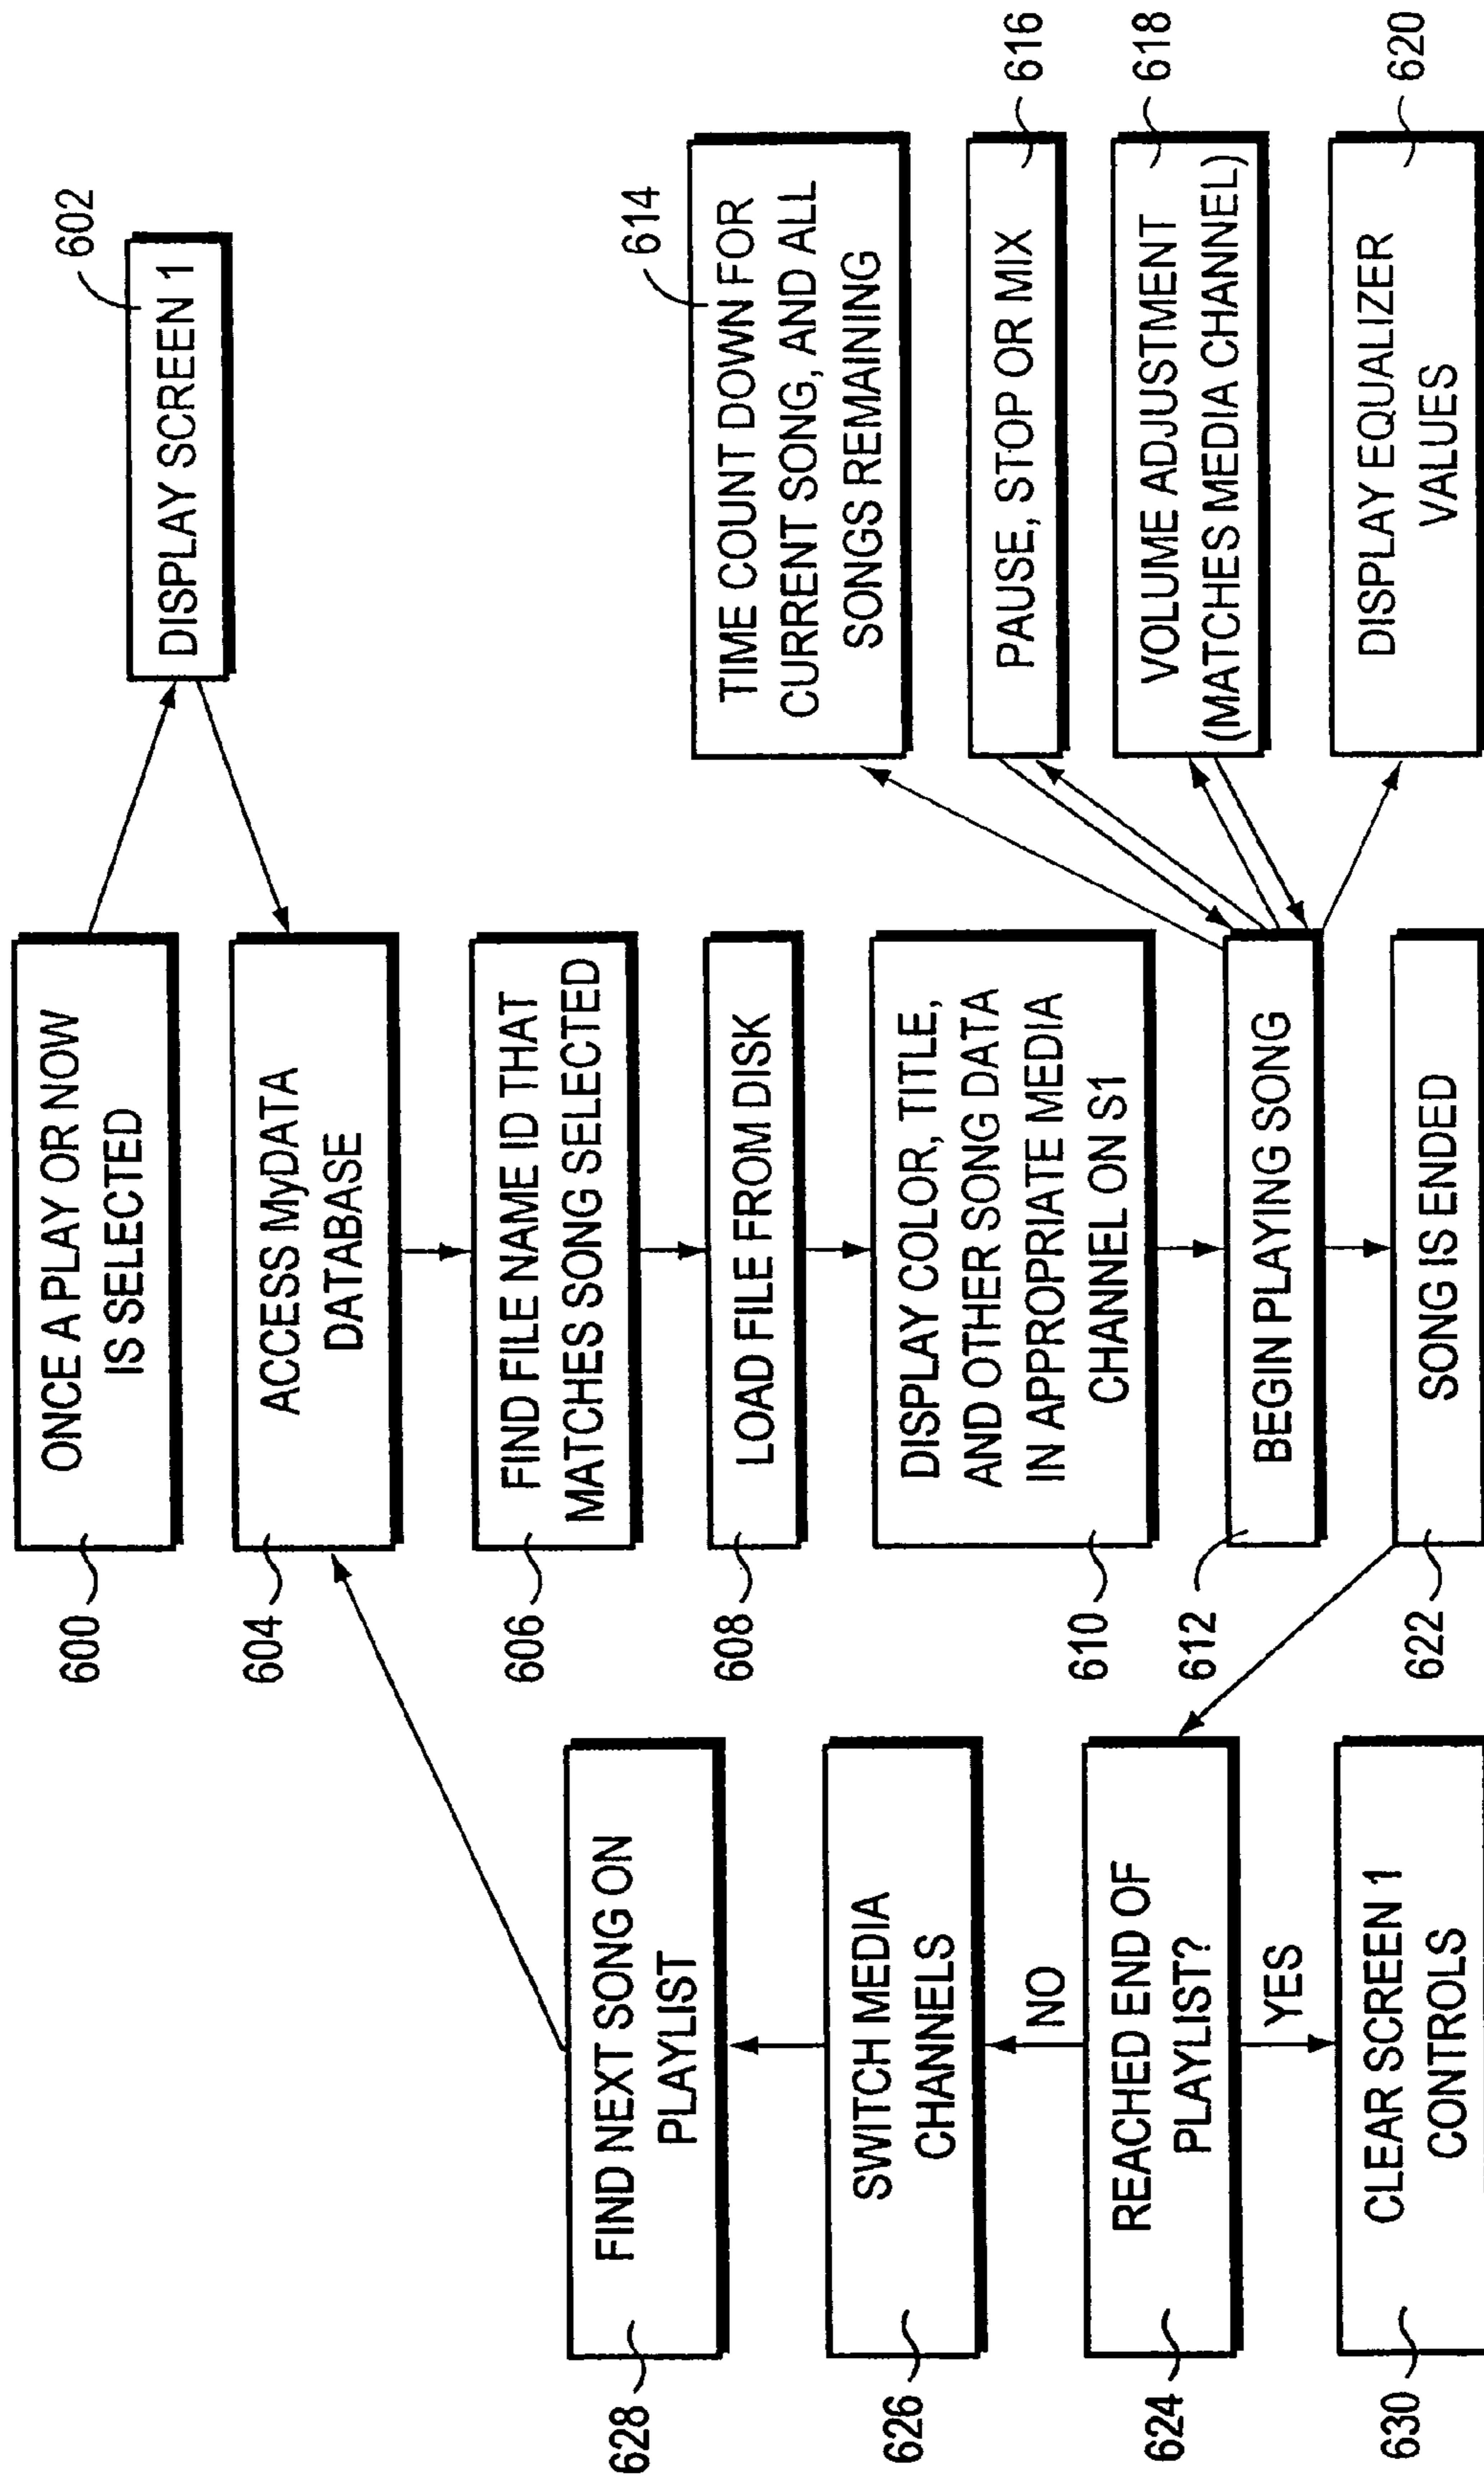 600
ONCE A PLAY OR NOW
IS SELECTED
602
DISPLAY SCREEN 1
604
ACCESS MyDATA
DATABASE
606
FIND FILE NAME ID THAT
MATCHES SONG SELECTED
608
LOAD FILE FROM DISK
610
DISPLAY COLOR, TITLE,
AND OTHER SONG DATA
IN APPROPRIATE MEDIA
CHANNEL ON S1
612
BEGIN PLAYING SONG
614
TIME COUNT DOWN FOR
CURRENT SONG, AND ALL
SONGS REMAINING
616
PAUSE, STOP OR MIX
618
VOLUME ADJUSTMENT
(MATCHES MEDIA CHANNEL)
620
DISPLAY EQUALIZER
VALUES
622
SONG IS ENDED
624
REACHED END OF
PLAYLIST?
NO
YES
626
SWITCH MEDIA
CHANNELS
628
FIND NEXT SONG ON
PLAYLIST
630
CLEAR SCREEN 1
CONTROLS